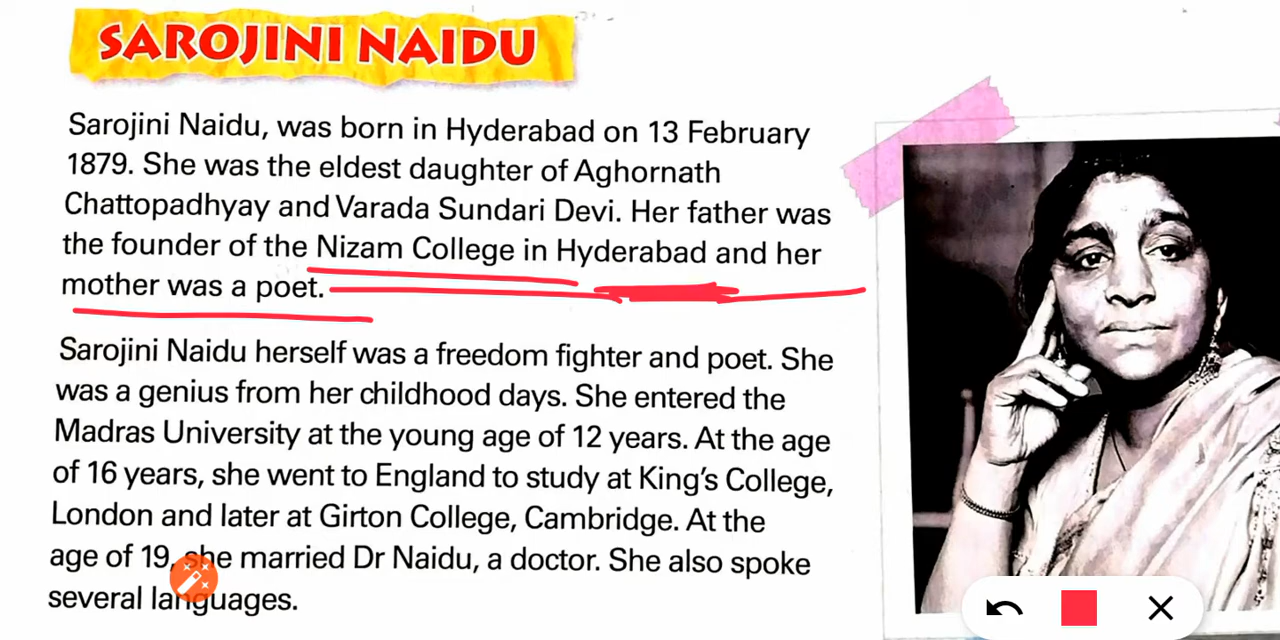 SAROJINI NAIDU
Sarojini Naidu, was born in Hyderabad on 13 February
1879. She was the eldest daughter of Aghornath
Chattopadhyay and Varada Sundari Devi. Her father was
the founder of the Nizam College in Hyderabad and her
mother was a poet.
Sarojini Naidu herself was a freedom fighter and poet. She
was a genius from her childhood days. She entered the
Madras University at the young age of 12 years. At the age
of 16 years, she went to England to study at King's College,
London and later at Girton College, Cambridge. At the
age of 19, she married Dr Naidu, a doctor. She also spoke
several languages.